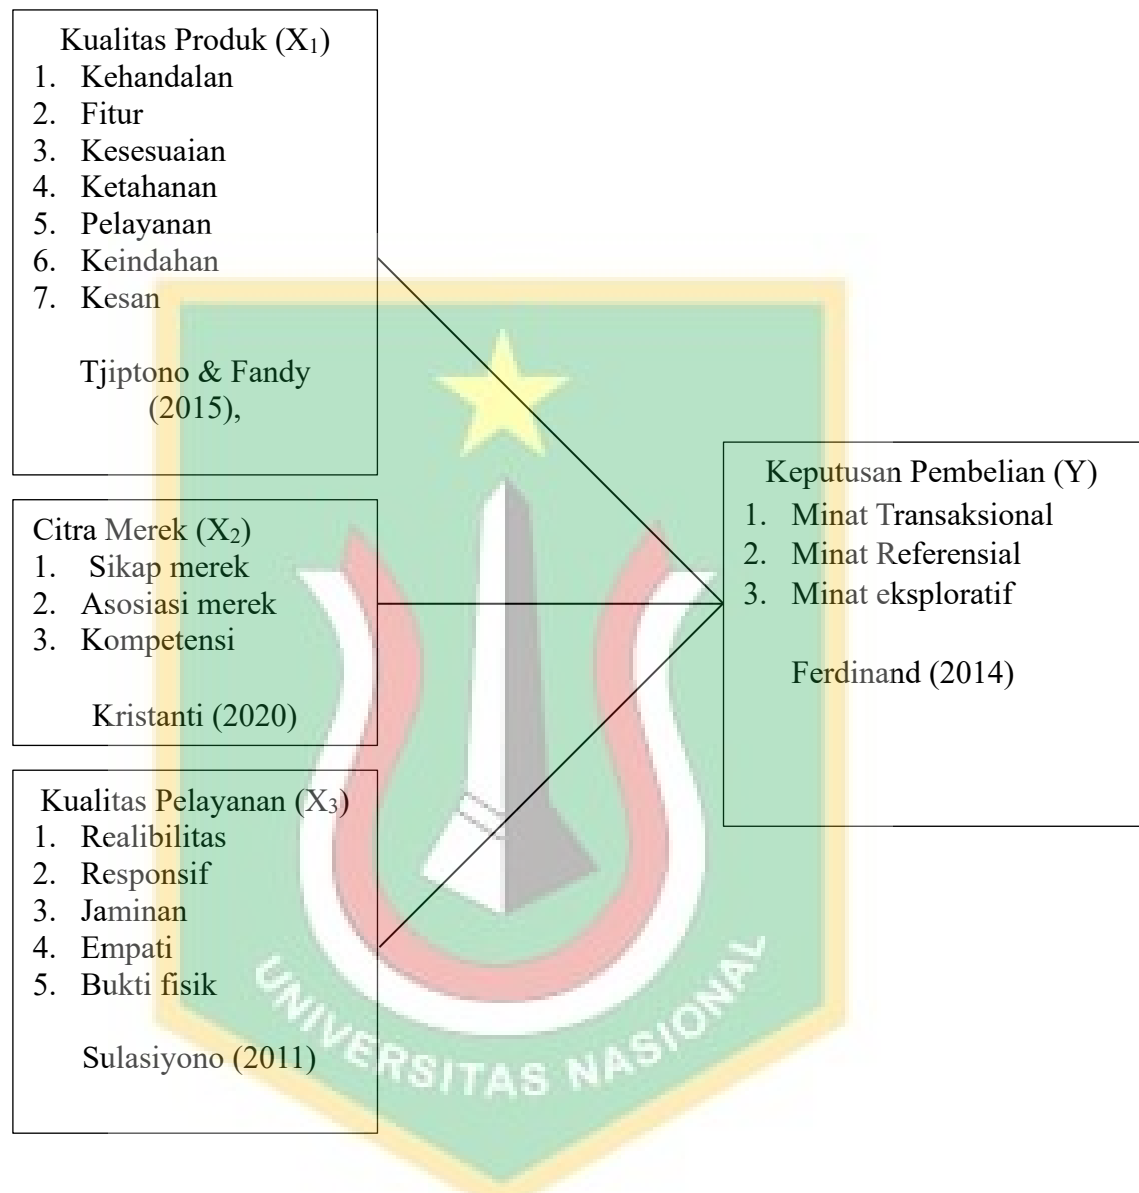 Kualitas Produk (X₁)
1. Kehandalan
2. Fitur
3. Kesesuaian
4. Ketahanan
5. Pelayanan
6. Keindahan
7. Kesan
Tjiptono & Fandy
(2015),
Citra Merek (X₂)
1. Sikap merek
2. Asosiasi merek
3. Kompetensi
Kristanti (2020)
Kualitas Pelayanan (X₃)
1. Realibilitas
2. Responsif
3. Jaminan
4. Empati
5. Bukti fisik
Sulasiyono (2011)
Keputusan Pembelian (Y)
1. Minat Transaksional
2. Minat Referensial
3. Minat eksploratif
Ferdinand (2014)
UNIVERSITAS NASIONAL